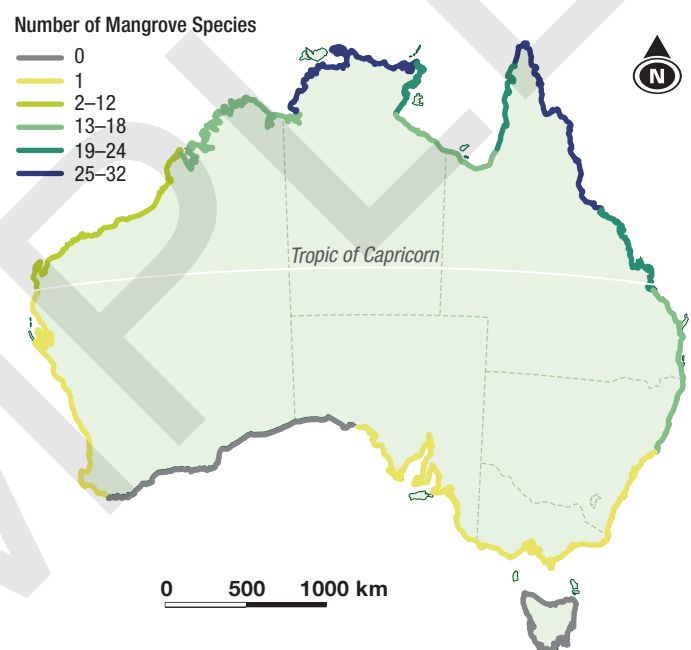 Number of Mangrove Species
0
1
2–12
13–18
19–24
25–32
N
Tropic of Capricorn
0 500 1000 km